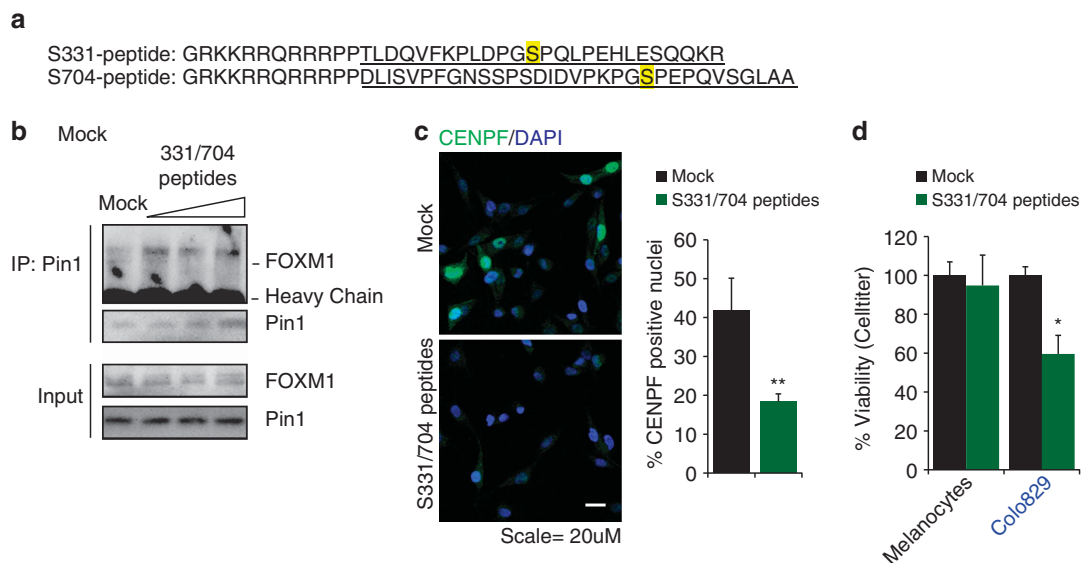 a
S331-peptide: GRKKRRQRRRPPTLDQVFKPLDPGSPQLPEHLESQQKR
S704-peptide: GRKKRRQRRRPPDLISVPFGNSSPSDIDVPKPGSPEPQVSGLAA
b
Mock
331/704
peptides
Mock
IP: Pin1
FOXM1
Heavy Chain
Pin1
Input
FOXM1
Pin1
c
CENPF/DAPI
Mock
S331/704 peptides
Scale= 20uM
Mock
S331/704 peptides
% CENPF positive nuclei
60
50
40
30
20
10
0
**
d
Mock
S331/704 peptides
% Viability (Celltiter)
120
100
80
60
40
20
0
*
Melanocytes
Colo829